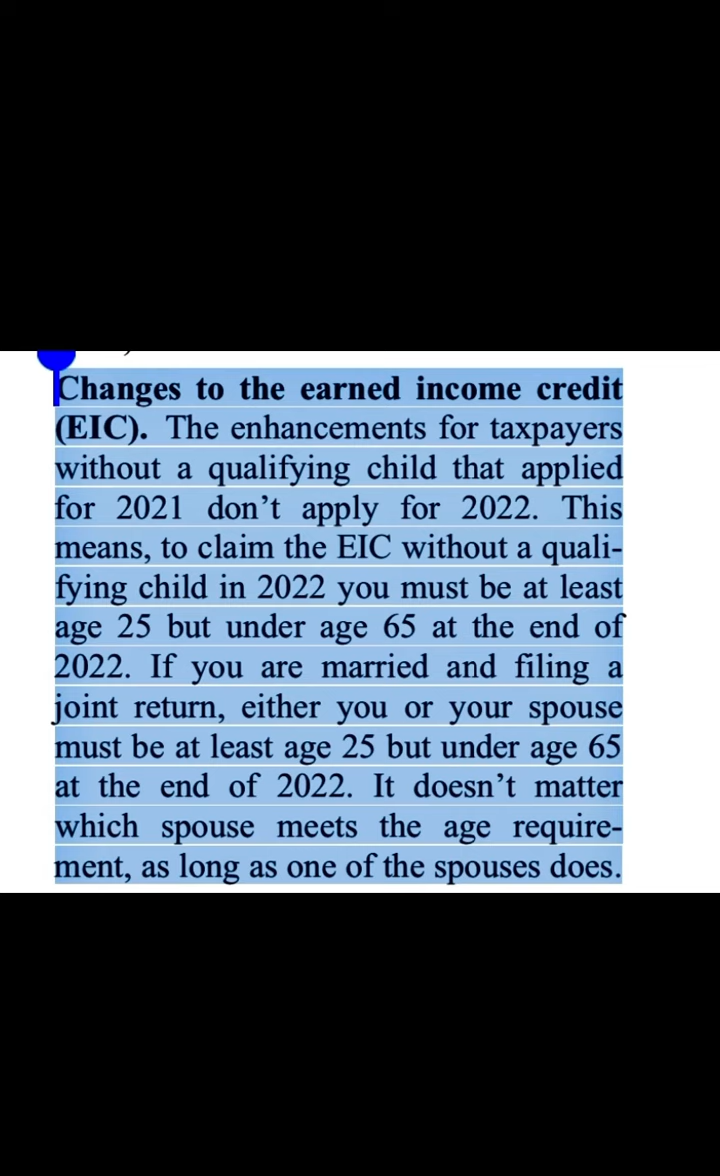 Changes to the earned income credit
(EIC). The enhancements for taxpayers
without a qualifying child that applied
for 2021 don’t apply for 2022. This
means, to claim the EIC without a quali-
fying child in 2022 you must be at least
age 25 but under age 65 at the end of
2022. If you are married and filing a
joint return, either you or your spouse
must be at least age 25 but under age 65
at the end of 2022. It doesn’t matter
which spouse meets the age require-
ment, as long as one of the spouses does.